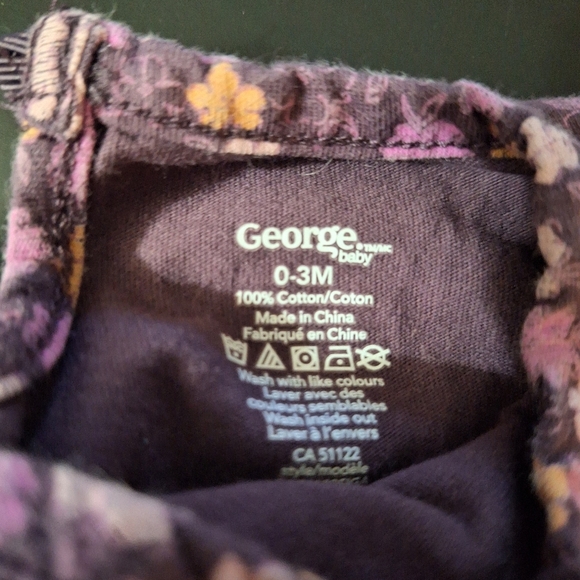 George
baby
0-3M
100% Cotton/Coton
Made in China
Fabriqué en Chine
Wash with like colours
Laver avec des
couleurs semblables
Wash inside out
Laver à l'envers
CA 51122
style/modèle